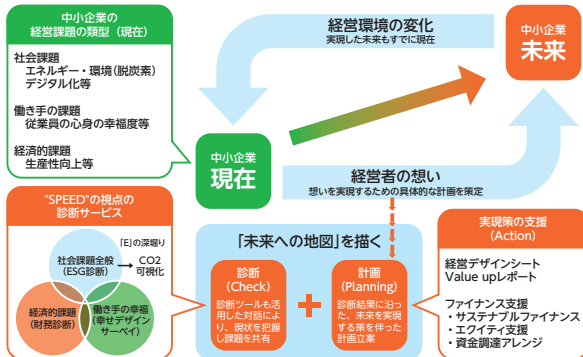 中小企業の
経営課題の類型（現在）
社会課題
エネルギー・環境（脱炭素）
デジタル化等
働き手の課題
従業員の心身の幸福度等
経済的課題
生産性向上等
経営環境の変化
実現した未来もすでに現在
中小企業
未来
中小企業
現在
経営者の想い
想いを実現するための具体的な計画を策定
"SPEED"の視点の
診断サービス
「E」の深掘り
社会課題全般
（ESG診断）
CO2
可視化
経済的課題
（財務診断）
働き手の幸福
（幸せデザイン
サーベイ）
「未来への地図」を描く
診断
（Check）
診断ツールも活
用した対話によ
り、現状を把握
し課題を共有
計画
（Planning）
診断結果に沿っ
た、未来を実現
する策を伴った
計画立案
実現策の支援
（Action）
経営デザインシート
Value upレポート
ファイナンス支援
・サステナブルファイナンス
・エクイティ支援
・資金調達アレンジ